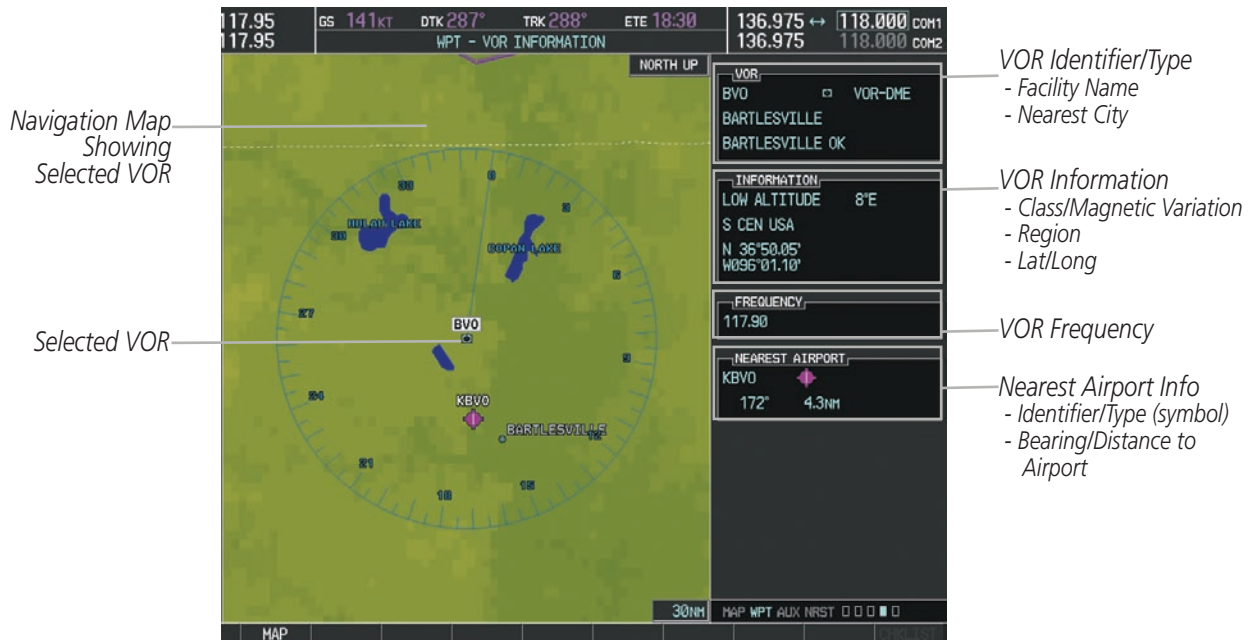 117.95
117.95
GS 141KT DTK 287° TRK 288° ETE 18:30
WPT - VOR INFORMATION
136.975 ↔ 118.000 COM1
136.975 118.000 COM2
NORTH UP
Navigation Map
Showing
Selected VOR
Selected VOR
33
0
3
HULAH LAKE
30
COPAN LAKE
6
27
BVO
9
24
KBVO
BARTLESVILLE
12
21
18
15
30NM
VOR
BVO VOR-DME
BARTLESVILLE
BARTLESVILLE OK
INFORMATION
LOW ALTITUDE 8°E
S CEN USA
N 36°50.05'
W096°01.10'
FREQUENCY
117.90
NEAREST AIRPORT
KBVO
172° 4.3NM
MAP WPT AUX NRST
MAP
CHKLIST
VOR Identifier/Type
- Facility Name
- Nearest City
VOR Information
- Class/Magnetic Variation
- Region
- Lat/Long
VOR Frequency
Nearest Airport Info
- Identifier/Type (symbol)
- Bearing/Distance to
Airport